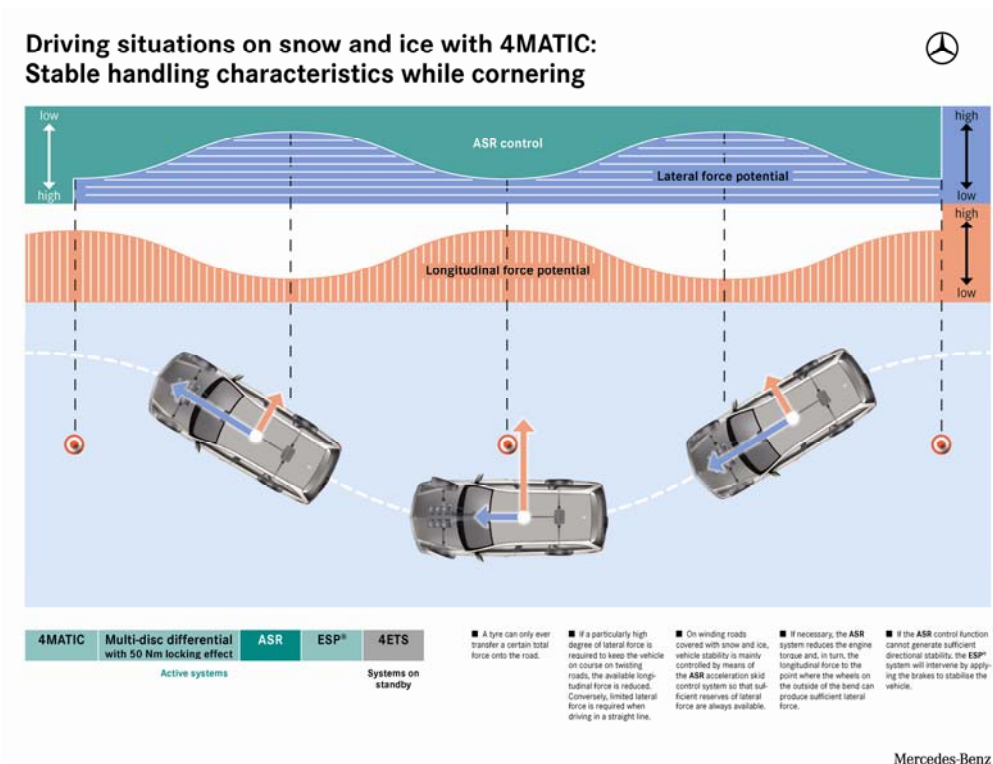 Driving situations on snow and ice with 4MATIC:
Stable handling characteristics while cornering
low
high
ASR control
Lateral force potential
high
low
high
low
Longitudinal force potential
4MATIC
Multi-disc differential
with 50 Nm locking effect
ASR
ESP®
4ETS
Active systems
Systems on
standby
■ A tyre can only ever
transfer a certain total
force onto the road.
■ If a particularly high
degree of lateral force is
required to keep the vehicle
on course on twisting
roads, the available longi-
tudinal force is reduced.
Conversely, limited lateral
force is required when
driving in a straight line.
■ On winding roads
covered with snow and ice,
vehicle stability is mainly
controlled by means of
the ASR acceleration skid
control system so that suf-
ficient reserves of lateral
force are always available.
■ If necessary, the ASR
system reduces the engine
torque and, in turn, the
longitudinal force to the
point where the wheels on
the outside of the bend can
produce sufficient lateral
force.
■ If the ASR control function
cannot generate sufficient
directional stability, the ESP®
system will intervene by apply-
ing the brakes to stabilise the
vehicle.
Mercedes-Benz